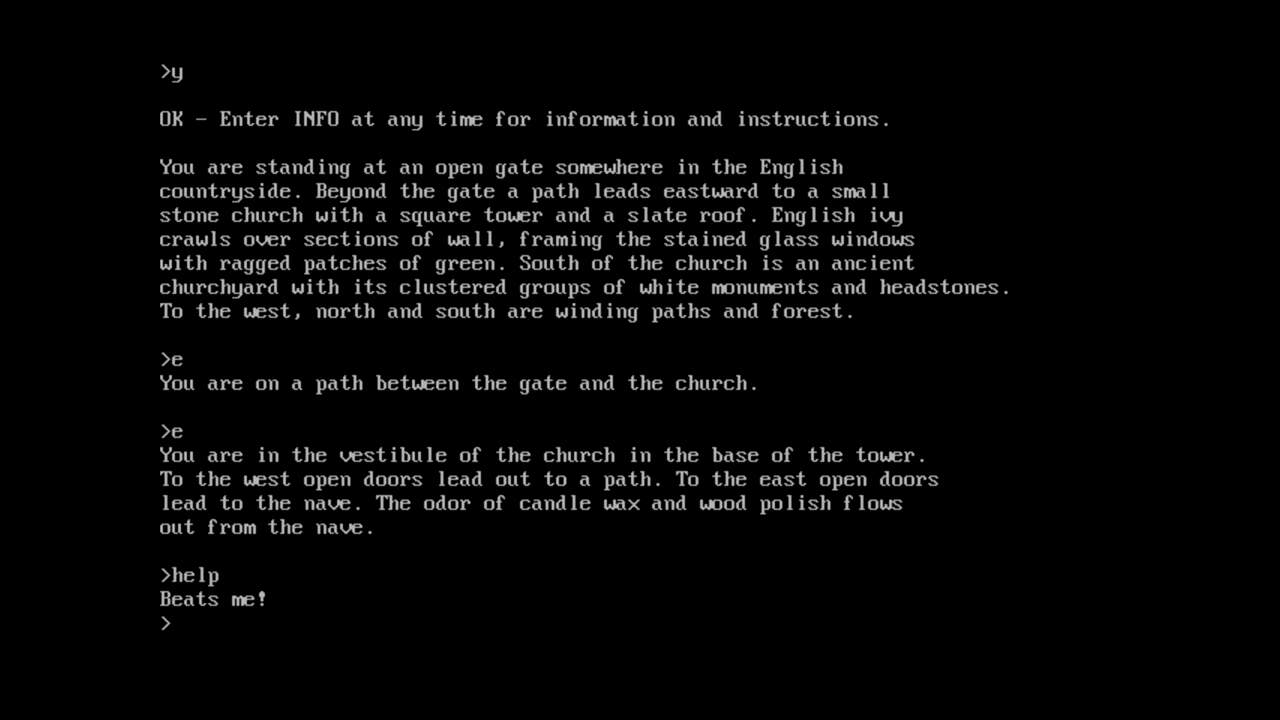 >y
OK - Enter INFO at any time for information and instructions.
You are standing at an open gate somewhere in the English
countryside. Beyond the gate a path leads eastward to a small
stone church with a square tower and a slate roof. English ivy
crawls over sections of wall, framing the stained glass windows
with ragged patches of green. South of the church is an ancient
churchyard with its clustered groups of white monuments and headstones.
To the west, north and south are winding paths and forest.
>e
You are on a path between the gate and the church.
>e
You are in the vestibule of the church in the base of the tower.
To the west open doors lead out to a path. To the east open doors
lead to the nave. The odor of candle wax and wood polish flows
out from the nave.
>help
Beats me!
>